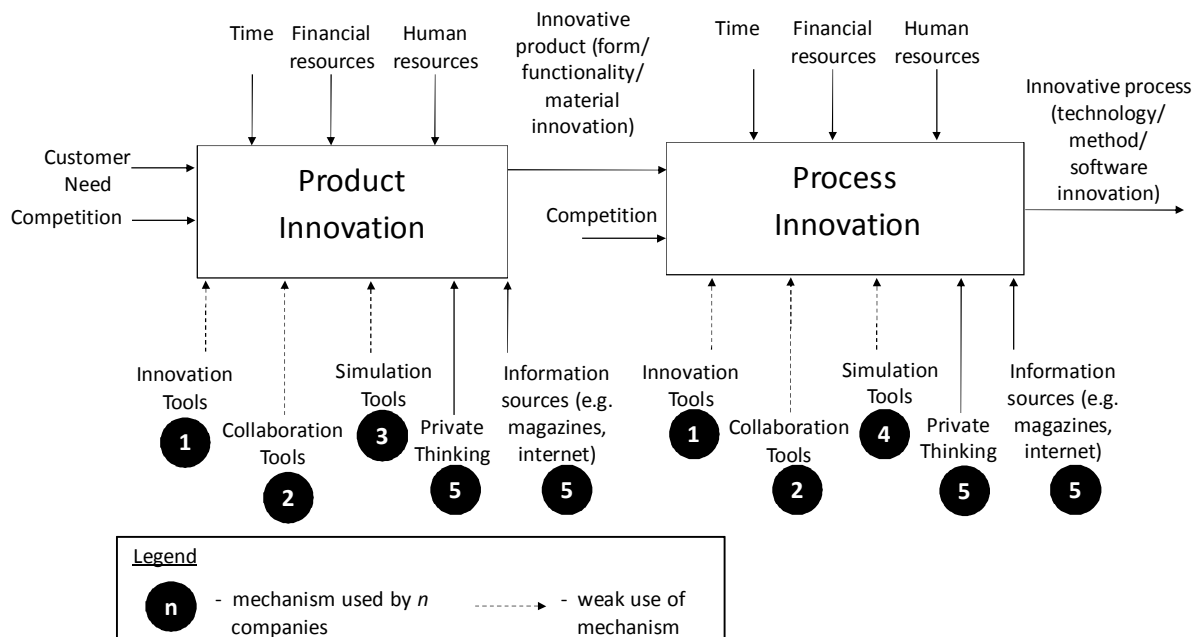 Time
Financial
resources
Human
resources
Innovative
product (form/
functionality/
material
innovation)
Time
Financial
resources
Human
resources
Innovative process
(technology/
method/
software
innovation)
Customer
Need
Competition
Product
Innovation
Competition
Process
Innovation
Innovation
Tools
1
Collaboration
Tools
2
Simulation
Tools
3
Private
Thinking
5
Information
sources (e.g.
magazines,
internet)
5
Innovation
Tools
1
Collaboration
Tools
2
Simulation
Tools
4
Private
Thinking
5
Information
sources (e.g.
magazines,
internet)
5
Legend
n
- mechanism used by n
companies
- weak use of
mechanism